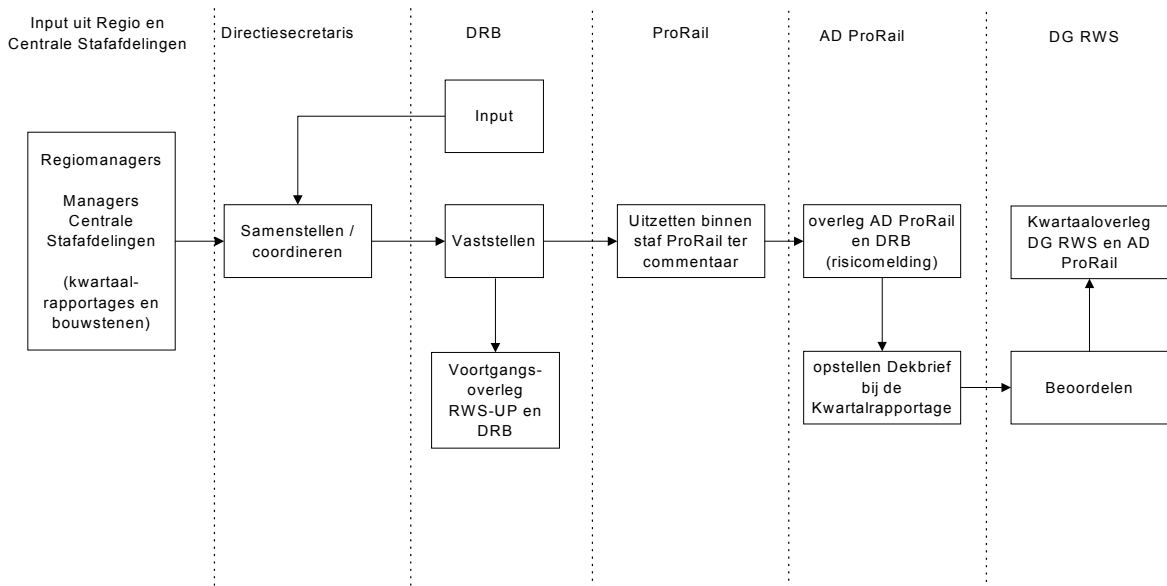 Input uit Regio en
Centrale Stafafdelingen
Directiesecretaris
DRB
ProRail
AD ProRail
DG RWS
Input
Regiomanagers
Managers
Centrale
Stafafdelingen
(kwartaal-
rapportages en
bouwstenen)
Samenstellen /
coordineren
Vaststellen
Uitzetten binnen
staf ProRail ter
commentaar
overleg AD ProRail
en DRB
(risicomelding)
Kwartaaloverleg
DG RWS en AD
ProRail
Voortgangs-
overleg
RWS-UP en
DRB
opstellen Dekbrief
bij de
Kwartalrapportage
Beoordelen